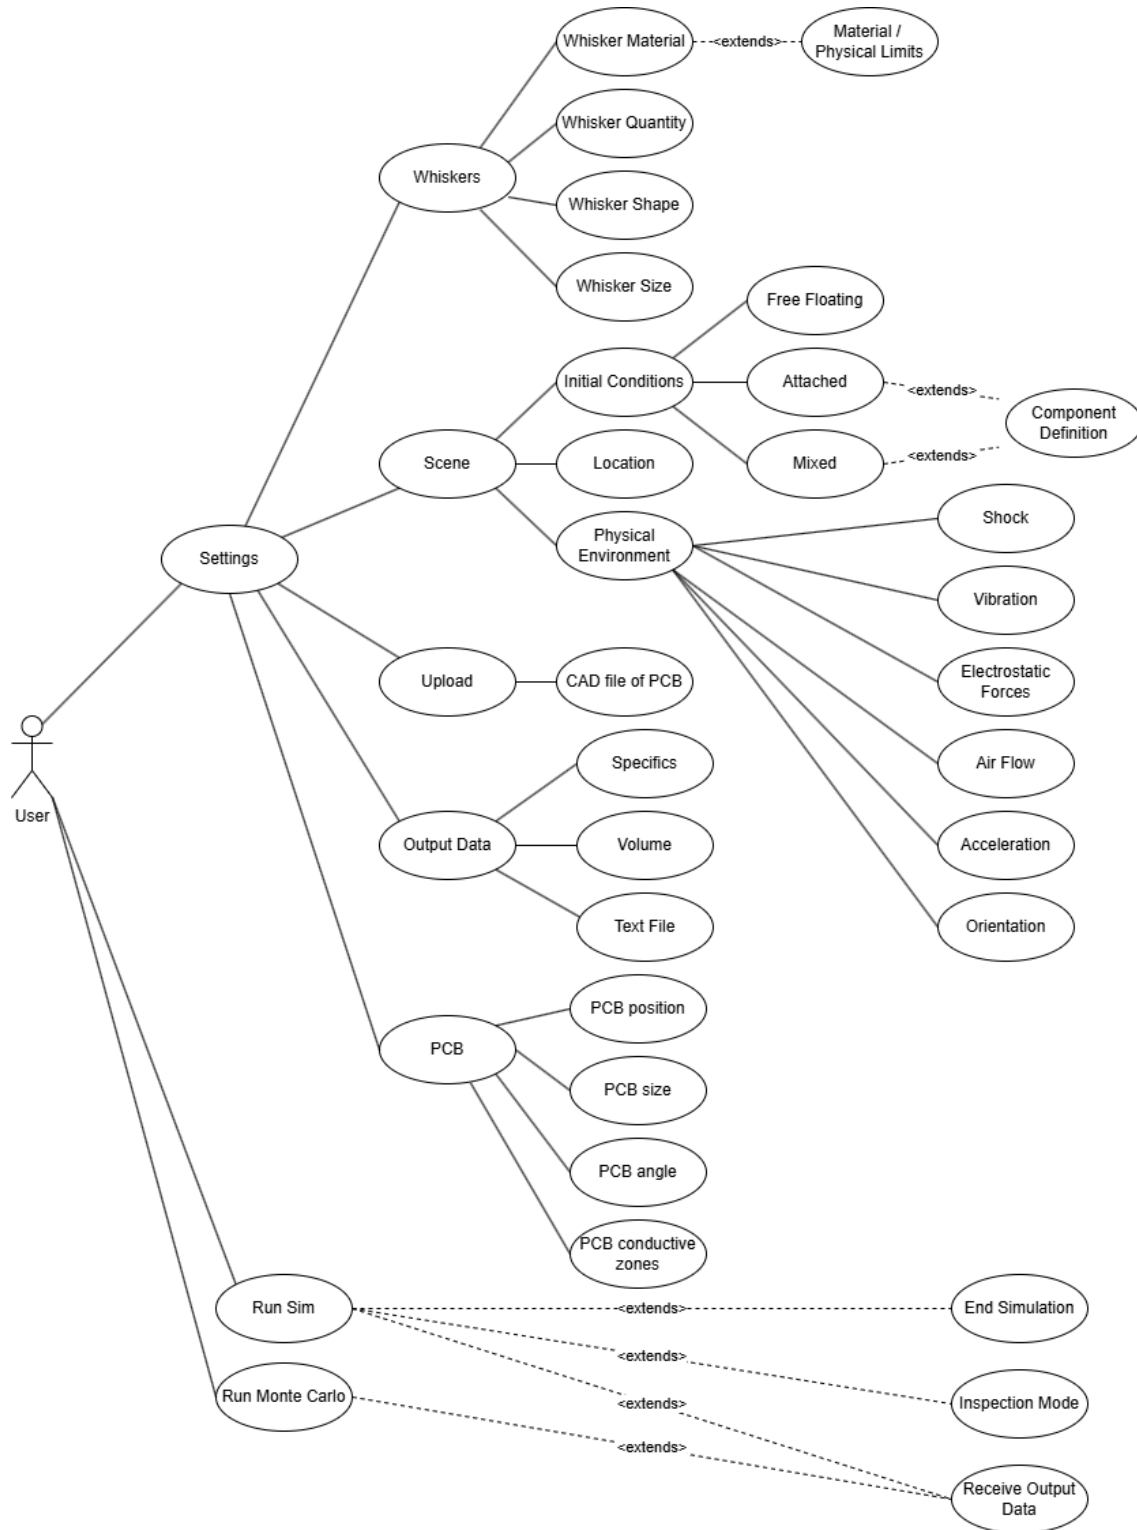 Whisker Material
<extends>
Material /
Physical Limits
Whisker Quantity
Whiskers
Whisker Shape
Whisker Size
Free Floating
Initial Conditions
Attached
<extends>
Component
Definition
Scene
Location
Mixed
<extends>
Physical
Environment
Shock
Settings
Vibration
Upload
CAD file of PCB
Electrostatic
Forces
Specifics
Air Flow
User
Output Data
Volume
Acceleration
Text File
Orientation
PCB position
PCB
PCB size
PCB angle
PCB conductive
zones
Run Sim
<extends>
End Simulation
<extends>
Run Monte Carlo
<extends>
Inspection Mode
<extends>
Receive Output
Data